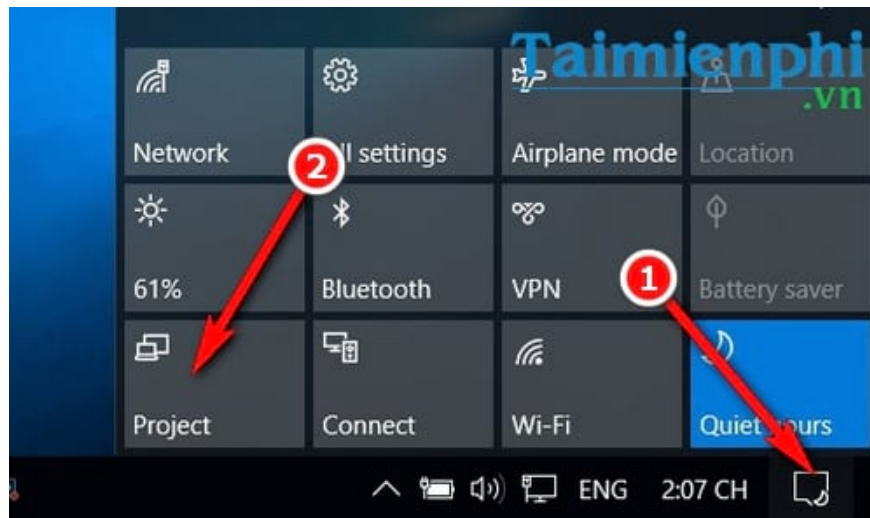 Taimienphi
.vn
Network
All settings
Airplane mode
Location
2
61%
Bluetooth
VPN
1
Battery saver
Project
Connect
Wi-Fi
Quiet hours
ENG
2:07 CH